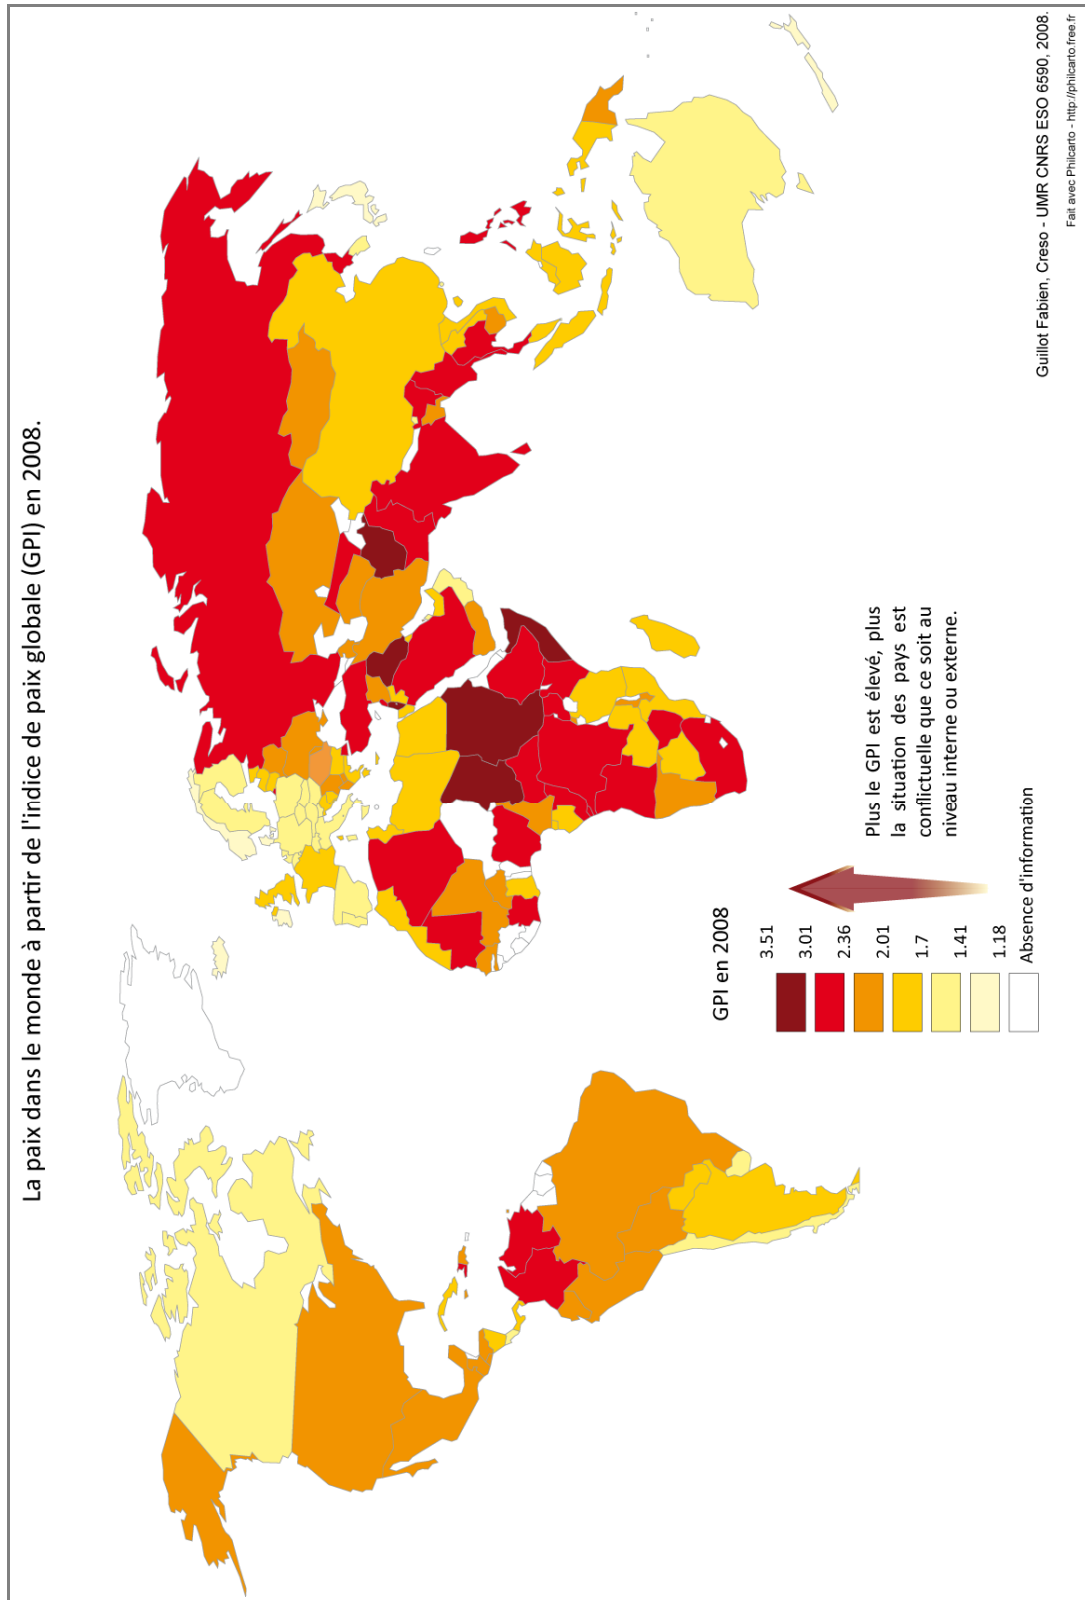 La paix dans le monde à partir de l'indice de paix globale (GPI) en 2008.
GPI en 2008
3.51
3.01
2.36
2.01
1.7
1.41
1.18
Absence d'information
Plus le GPI est élevé, plus
la situation des pays est
conflictuelle que ce soit au
niveau interne ou externe.
Guillot Fabien, Creso - UMR CNRS ESO 6590, 2008.
Fait avec Philcarto - http://philcarto.free.fr